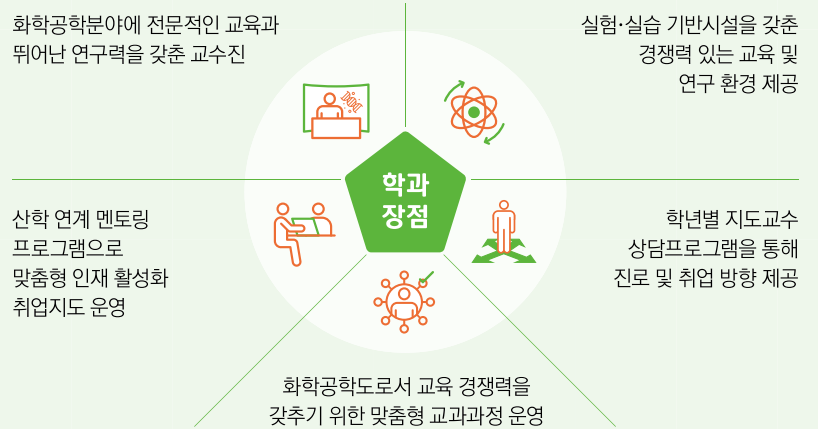 화학공학분야에 전문적인 교육과
뛰어난 연구력을 갖춘 교수진
실험·실습 기반시설을 갖춘
경쟁력 있는 교육 및
연구 환경 제공
학과
장점
산학 연계 멘토링
프로그램으로
맞춤형 인재 활성화
취업지도 운영
학년별 지도교수
상담프로그램을 통해
진로 및 취업 방향 제공
화학공학도로서 교육 경쟁력을
갖추기 위한 맞춤형 교과과정 운영